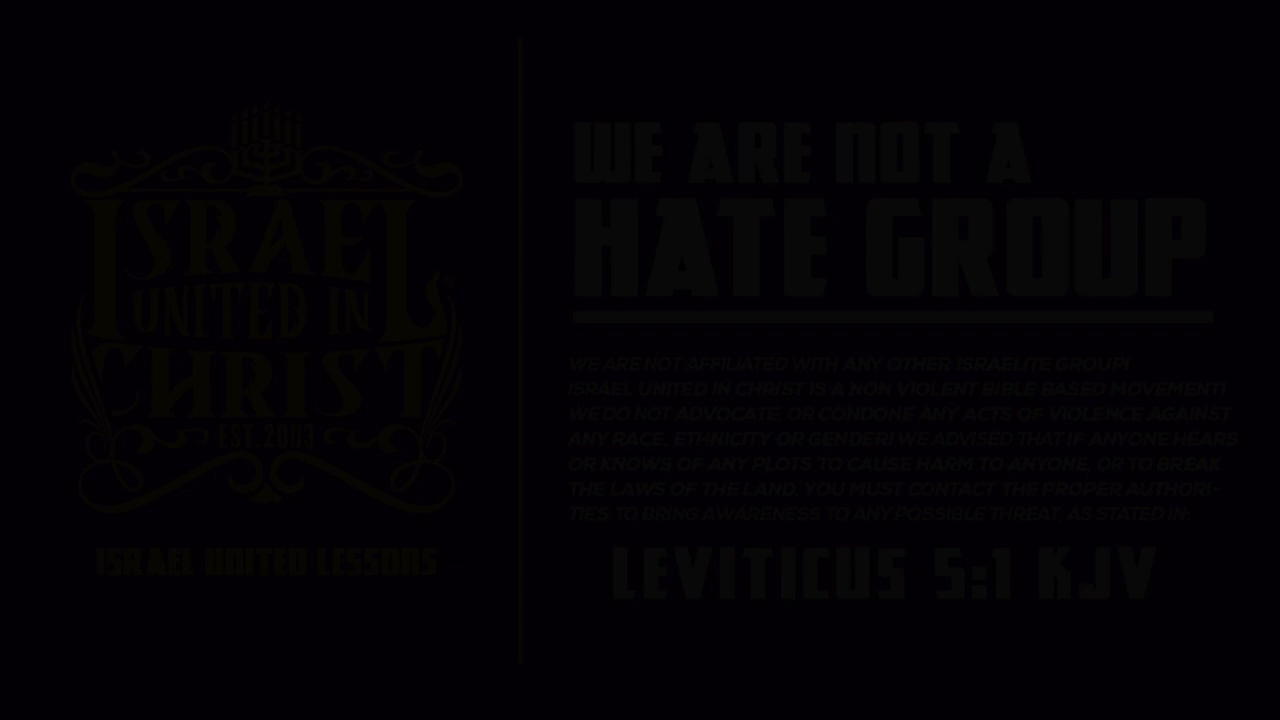 ISRAEL
UNITED IN
CHRIST
EST. 2003
ISRAEL UNITED LESSONS
WE ARE NOT A
HATE GROUP
WE ARE NOT AFFILIATED WITH ANY OTHER ISRAELITE GROUP!
ISRAEL UNITED IN CHRIST IS A NON VIOLENT BIBLE BASED MOVEMENT!
WE DO NOT ADVOCATE OR CONDONE ANY ACTS OF VIOLENCE AGAINST
ANY RACE, ETHNICITY OR GENDER! WE ADVISED THAT IF ANYONE HEARS
OR KNOWS OF ANY PLOTS TO CAUSE HARM TO ANYONE, OR TO BREAK
THE LAWS OF THE LAND. YOU MUST CONTACT THE PROPER AUTHORI-
TIES TO BRING AWARENESS TO ANY POSSIBLE THREAT, AS STATED IN:
LEVITICUS 5:1 KJV